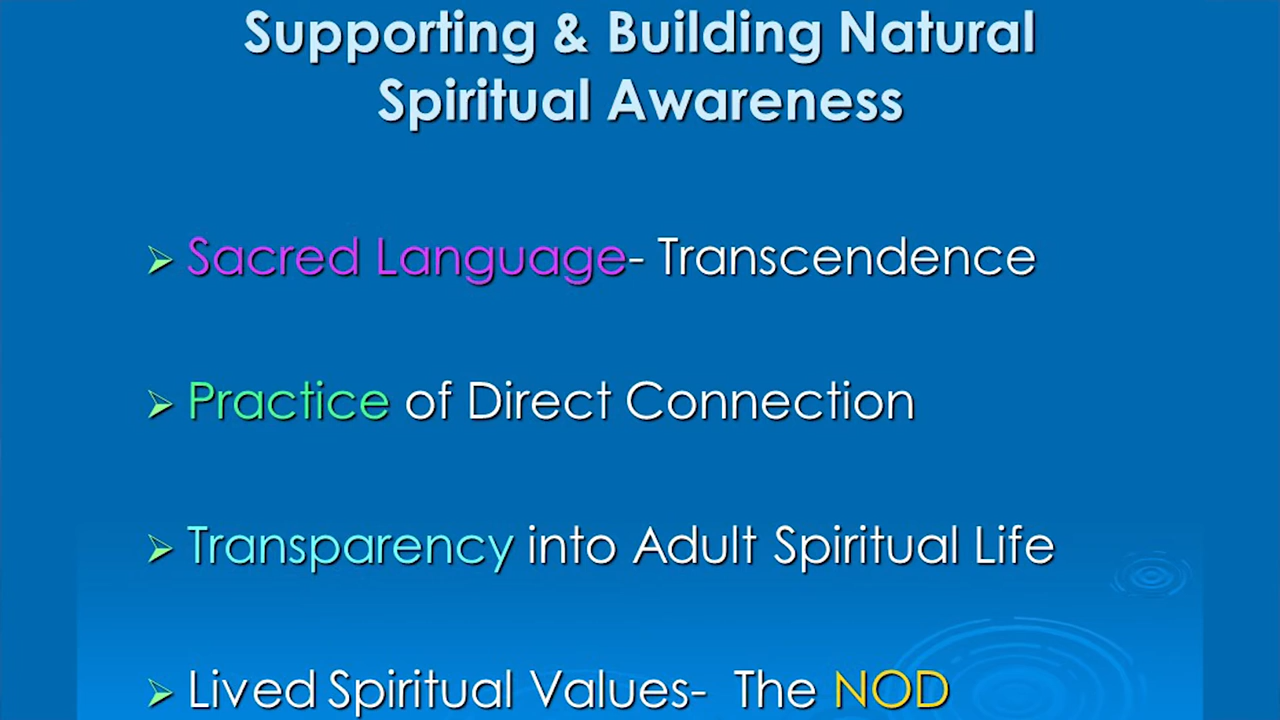 Supporting & Building Natural
Spiritual Awareness
Sacred Language- Transcendence
Practice of Direct Connection
Transparency into Adult Spiritual Life
Lived Spiritual Values- The NOD